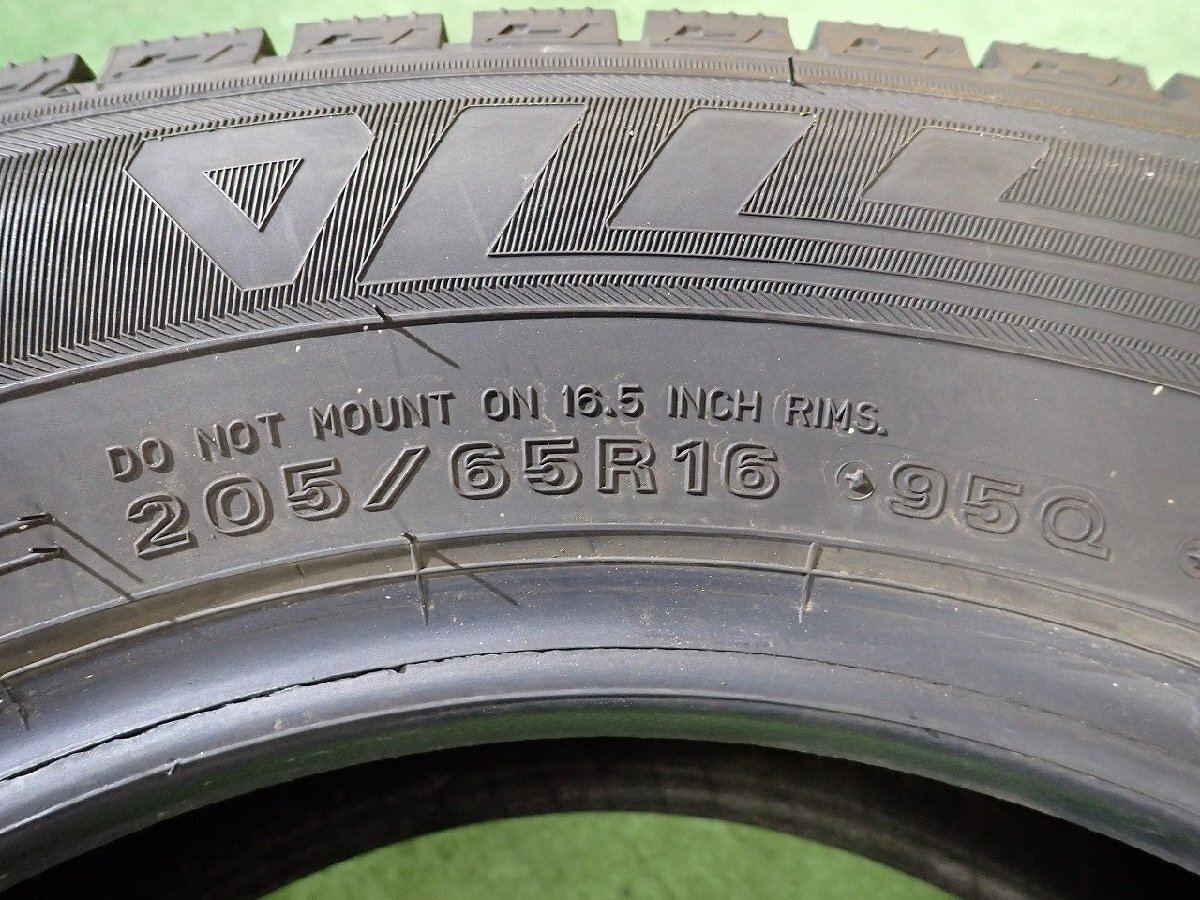 DO NOT MOUNT ON 16.5 INCH RIMS.
205/65R16 95Q